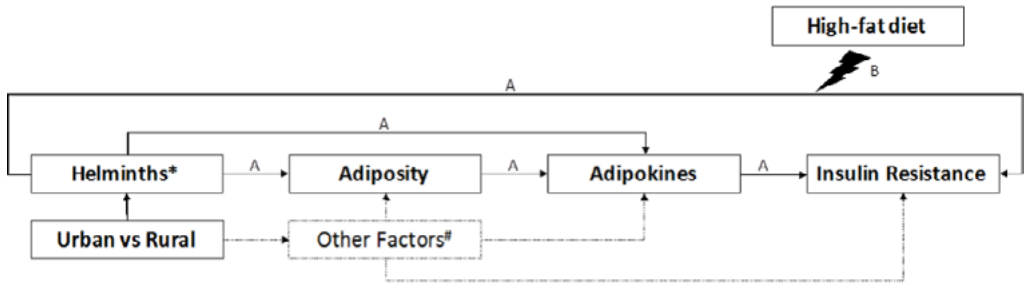 High-fat diet
B
A
A
Helminths*
A
Adiposity
A
Adipokines
A
Insulin Resistance
Urban vs Rural
Other Factors#